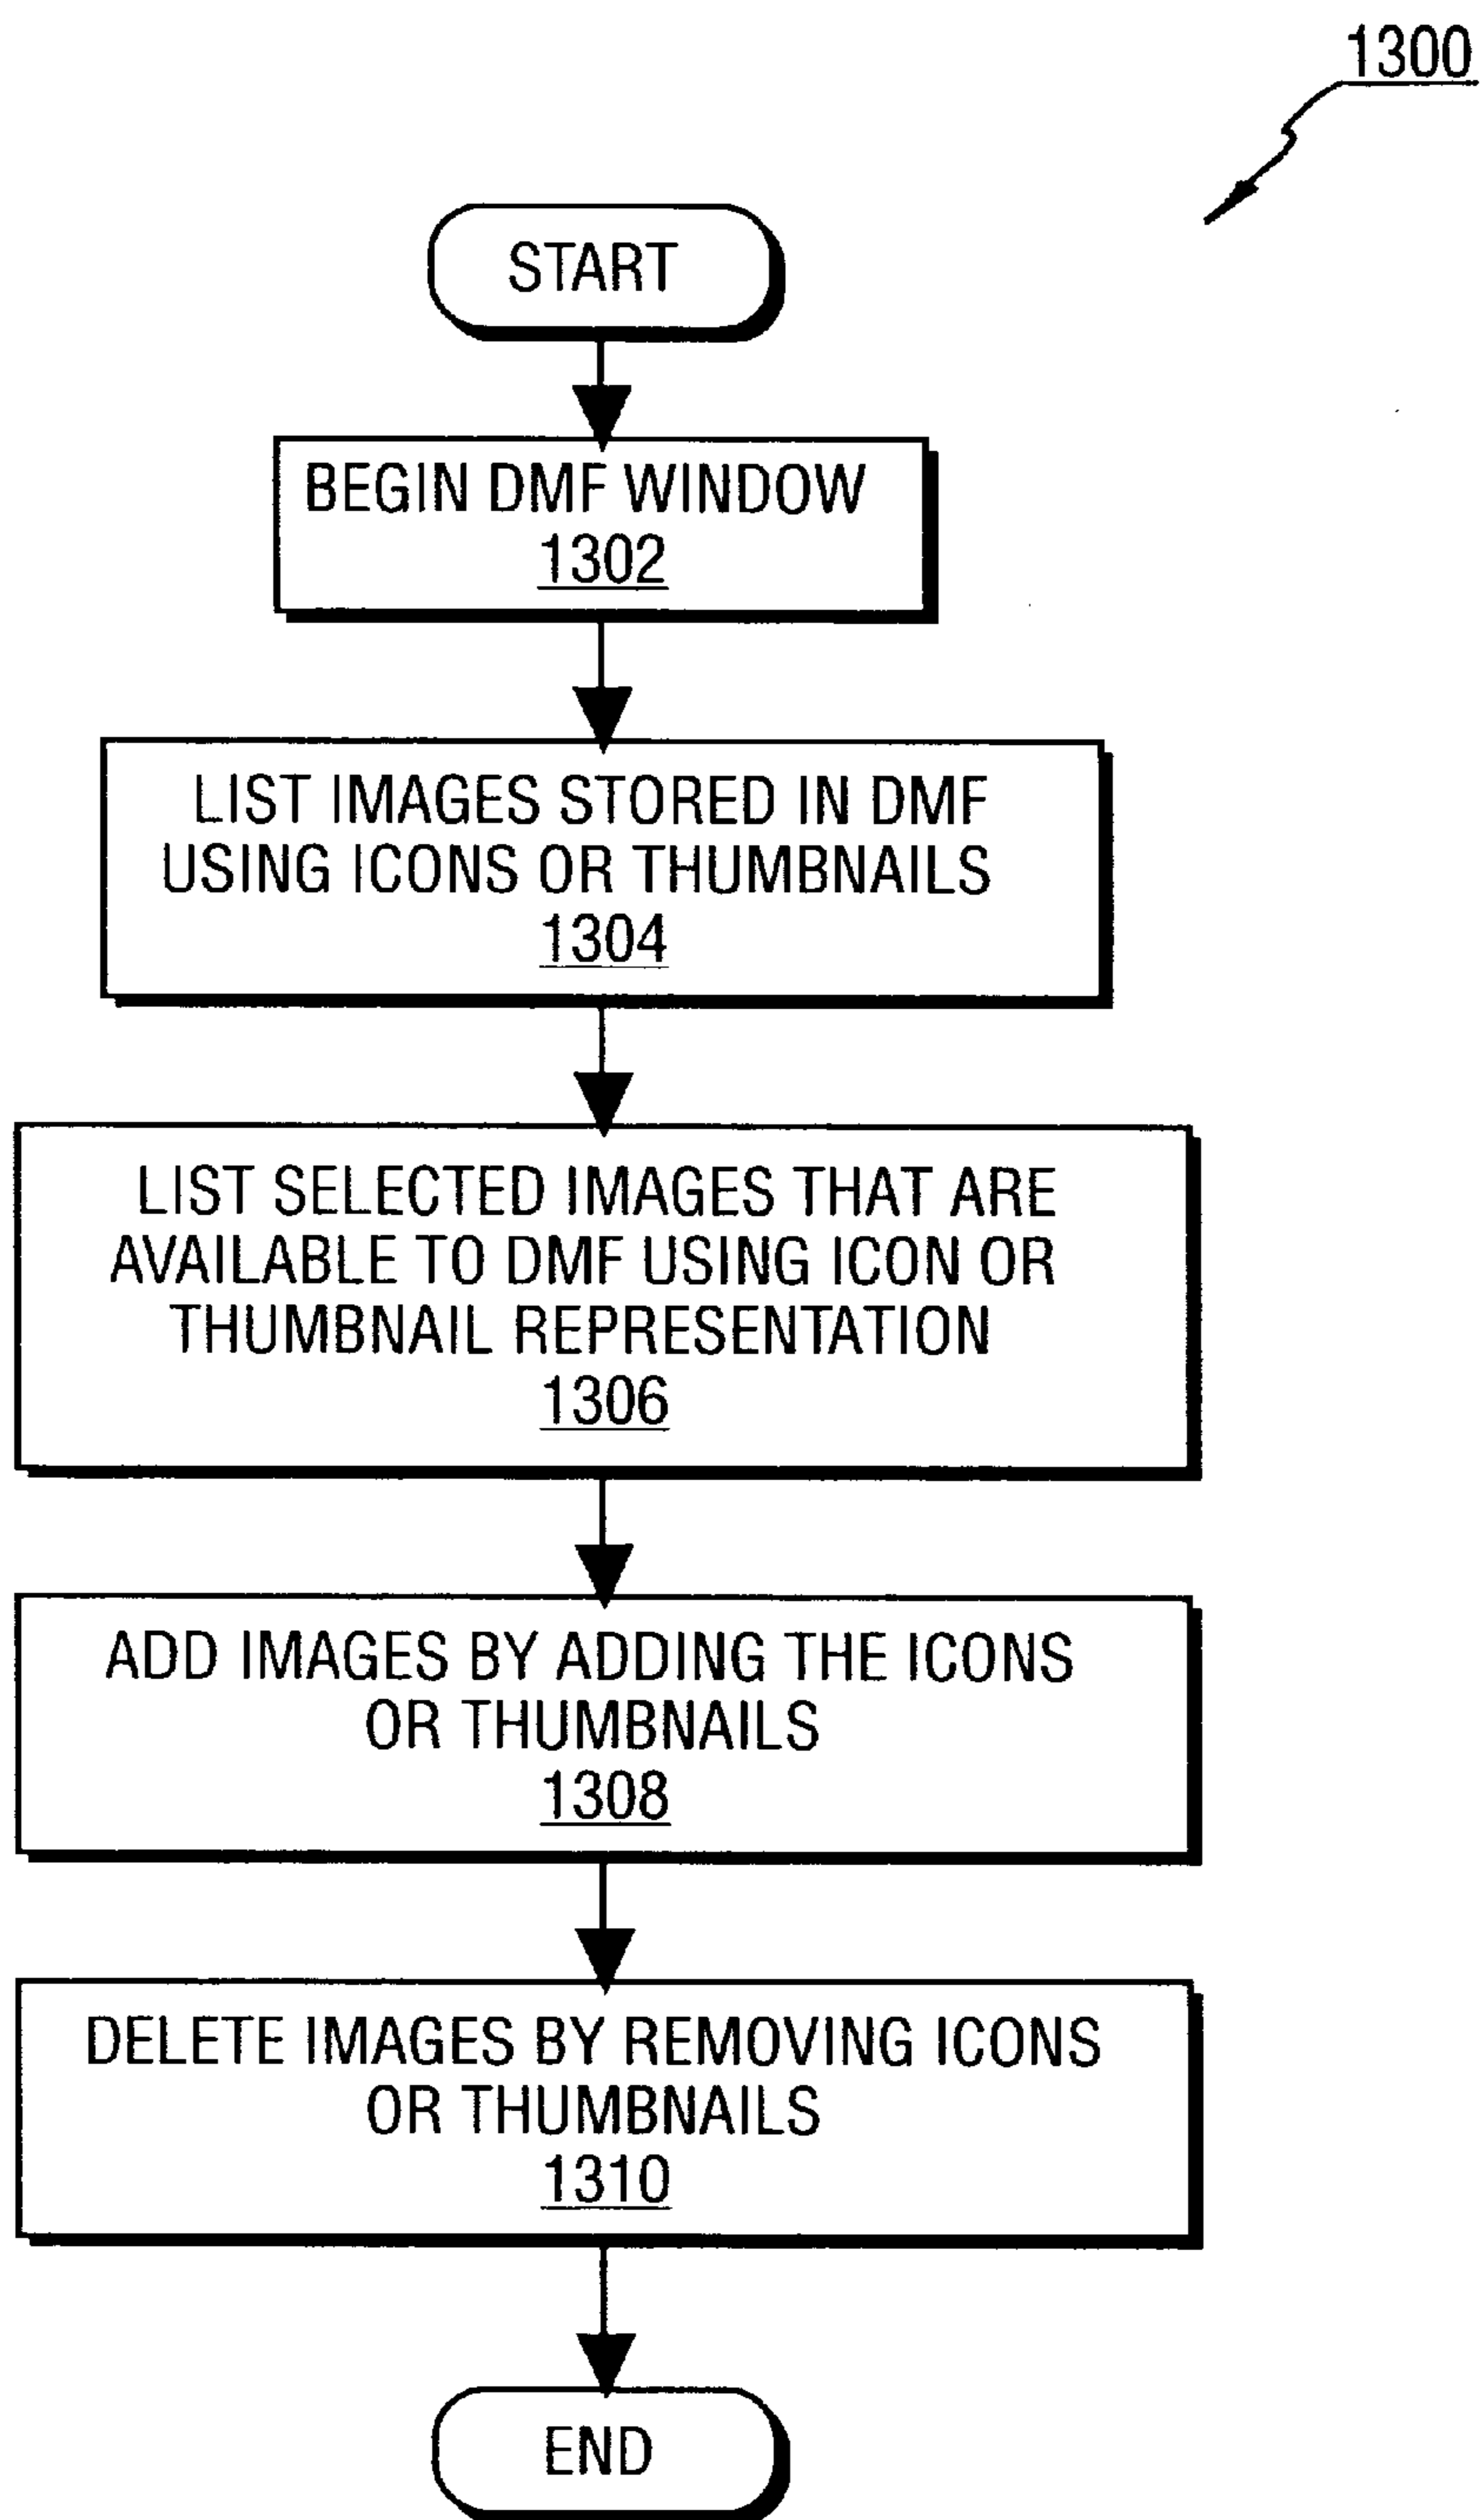 1300
START
BEGIN DMF WINDOW
1302
LIST IMAGES STORED IN DMF
USING ICONS OR THUMBNAILS
1304
LIST SELECTED IMAGES THAT ARE
AVAILABLE TO DMF USING ICON OR
THUMBNAIL REPRESENTATION
1306
ADD IMAGES BY ADDING THE ICONS
OR THUMBNAILS
1308
DELETE IMAGES BY REMOVING ICONS
OR THUMBNAILS
1310
END